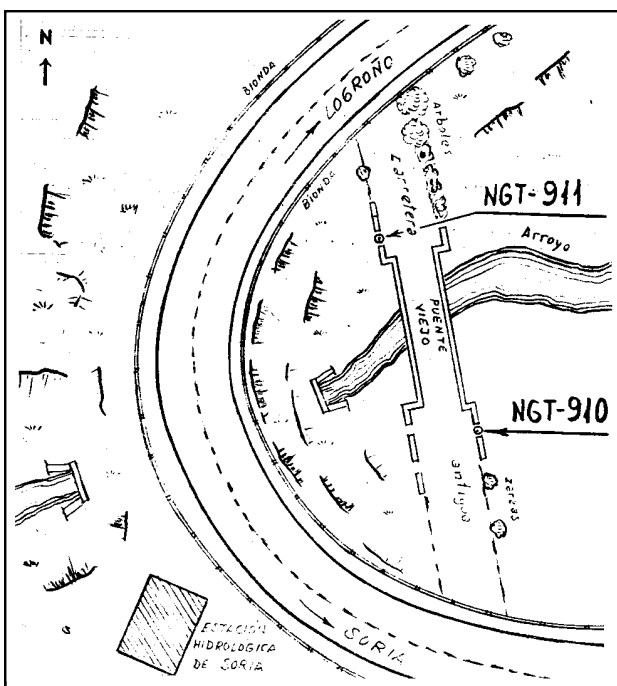 N
BIONDA
LOGROÑO
BIONDA
Arboles
Carretera
NGT-911
Arroyo
PUENTE
VIEJO
NGT-910
antigua
zarzas
SORIA
ESTACIÓN
HIDROLÓGICA
DE SORIA